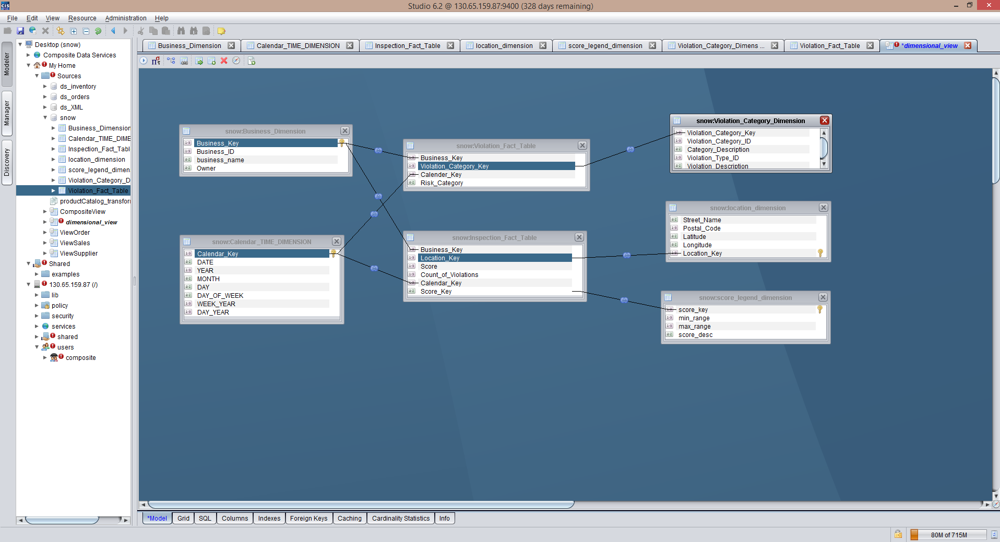 CIS
Studio 6.2 @ 130.65.159.87:9400 (328 days remaining)
File Edit View Resource Administration Help
Modeler
Manager
Discovery
Desktop (snow)
Composite Data Services
My Home
Sources
ds_inventory
ds_orders
ds_XML
snow
Business_Dimension
Calendar_TIME_DIME
Inspection_Fact_Tabl
location_dimension
score_legend_dimen
Violation_Category_D
Violation_Fact_Table
productCatalog_transfor
CompositeView
dimensional_view
ViewOrder
ViewSales
ViewSupplier
Shared
examples
130.65.159.87 (/)
lib
policy
security
services
shared
users
composite
Business_Dimension Calendar_TIME_DIMENSION Inspection_Fact_Table location_dimension score_legend_dimension Violation_Category_Dimens ... Violation_Fact_Table *dimensional_view
snow:Business_Dimension
Business_Key
Business_ID
business_name
Owner
snow:Calendar_TIME_DIMENSION
Calendar_Key
DATE
YEAR
MONTH
DAY
DAY_OF_WEEK
WEEK_YEAR
DAY_YEAR
snow:Violation_Fact_Table
Business_Key
Violation_Category_Key
Calender_Key
Risk_Category
snow:Inspection_Fact_Table
Business_Key
Location_Key
Score
Count_of_Violations
Calendar_Key
Score_Key
snow:Violation_Category_Dimension
Violation_Category_Key
Violation_Category_ID
Category_Description
Violation_Type_ID
Violation_Description
snow:location_dimension
Street_Name
Postal_Code
Latitude
Longitude
Location_Key
snow:score_legend_dimension
score_key
min_range
max_range
score_desc
*Model Grid SQL Columns Indexes Foreign Keys Caching Cardinality Statistics Info
80M of 715M